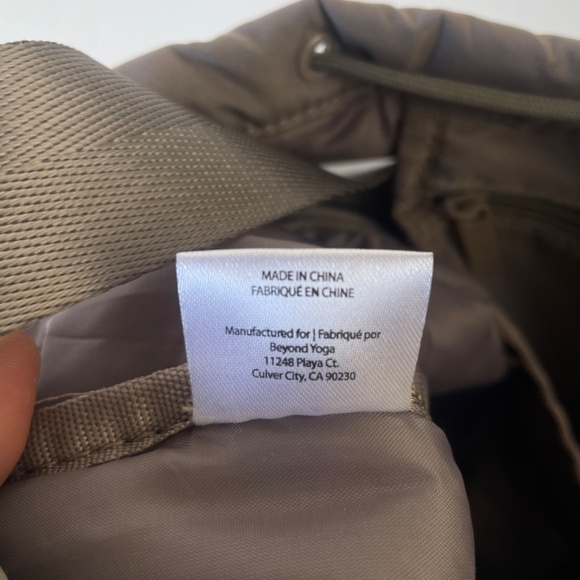 MADE IN CHINA
FABRIQUÉ EN CHINE
Manufactured for | Fabriqué por
Beyond Yoga
11248 Playa Ct.
Culver City, CA 90230